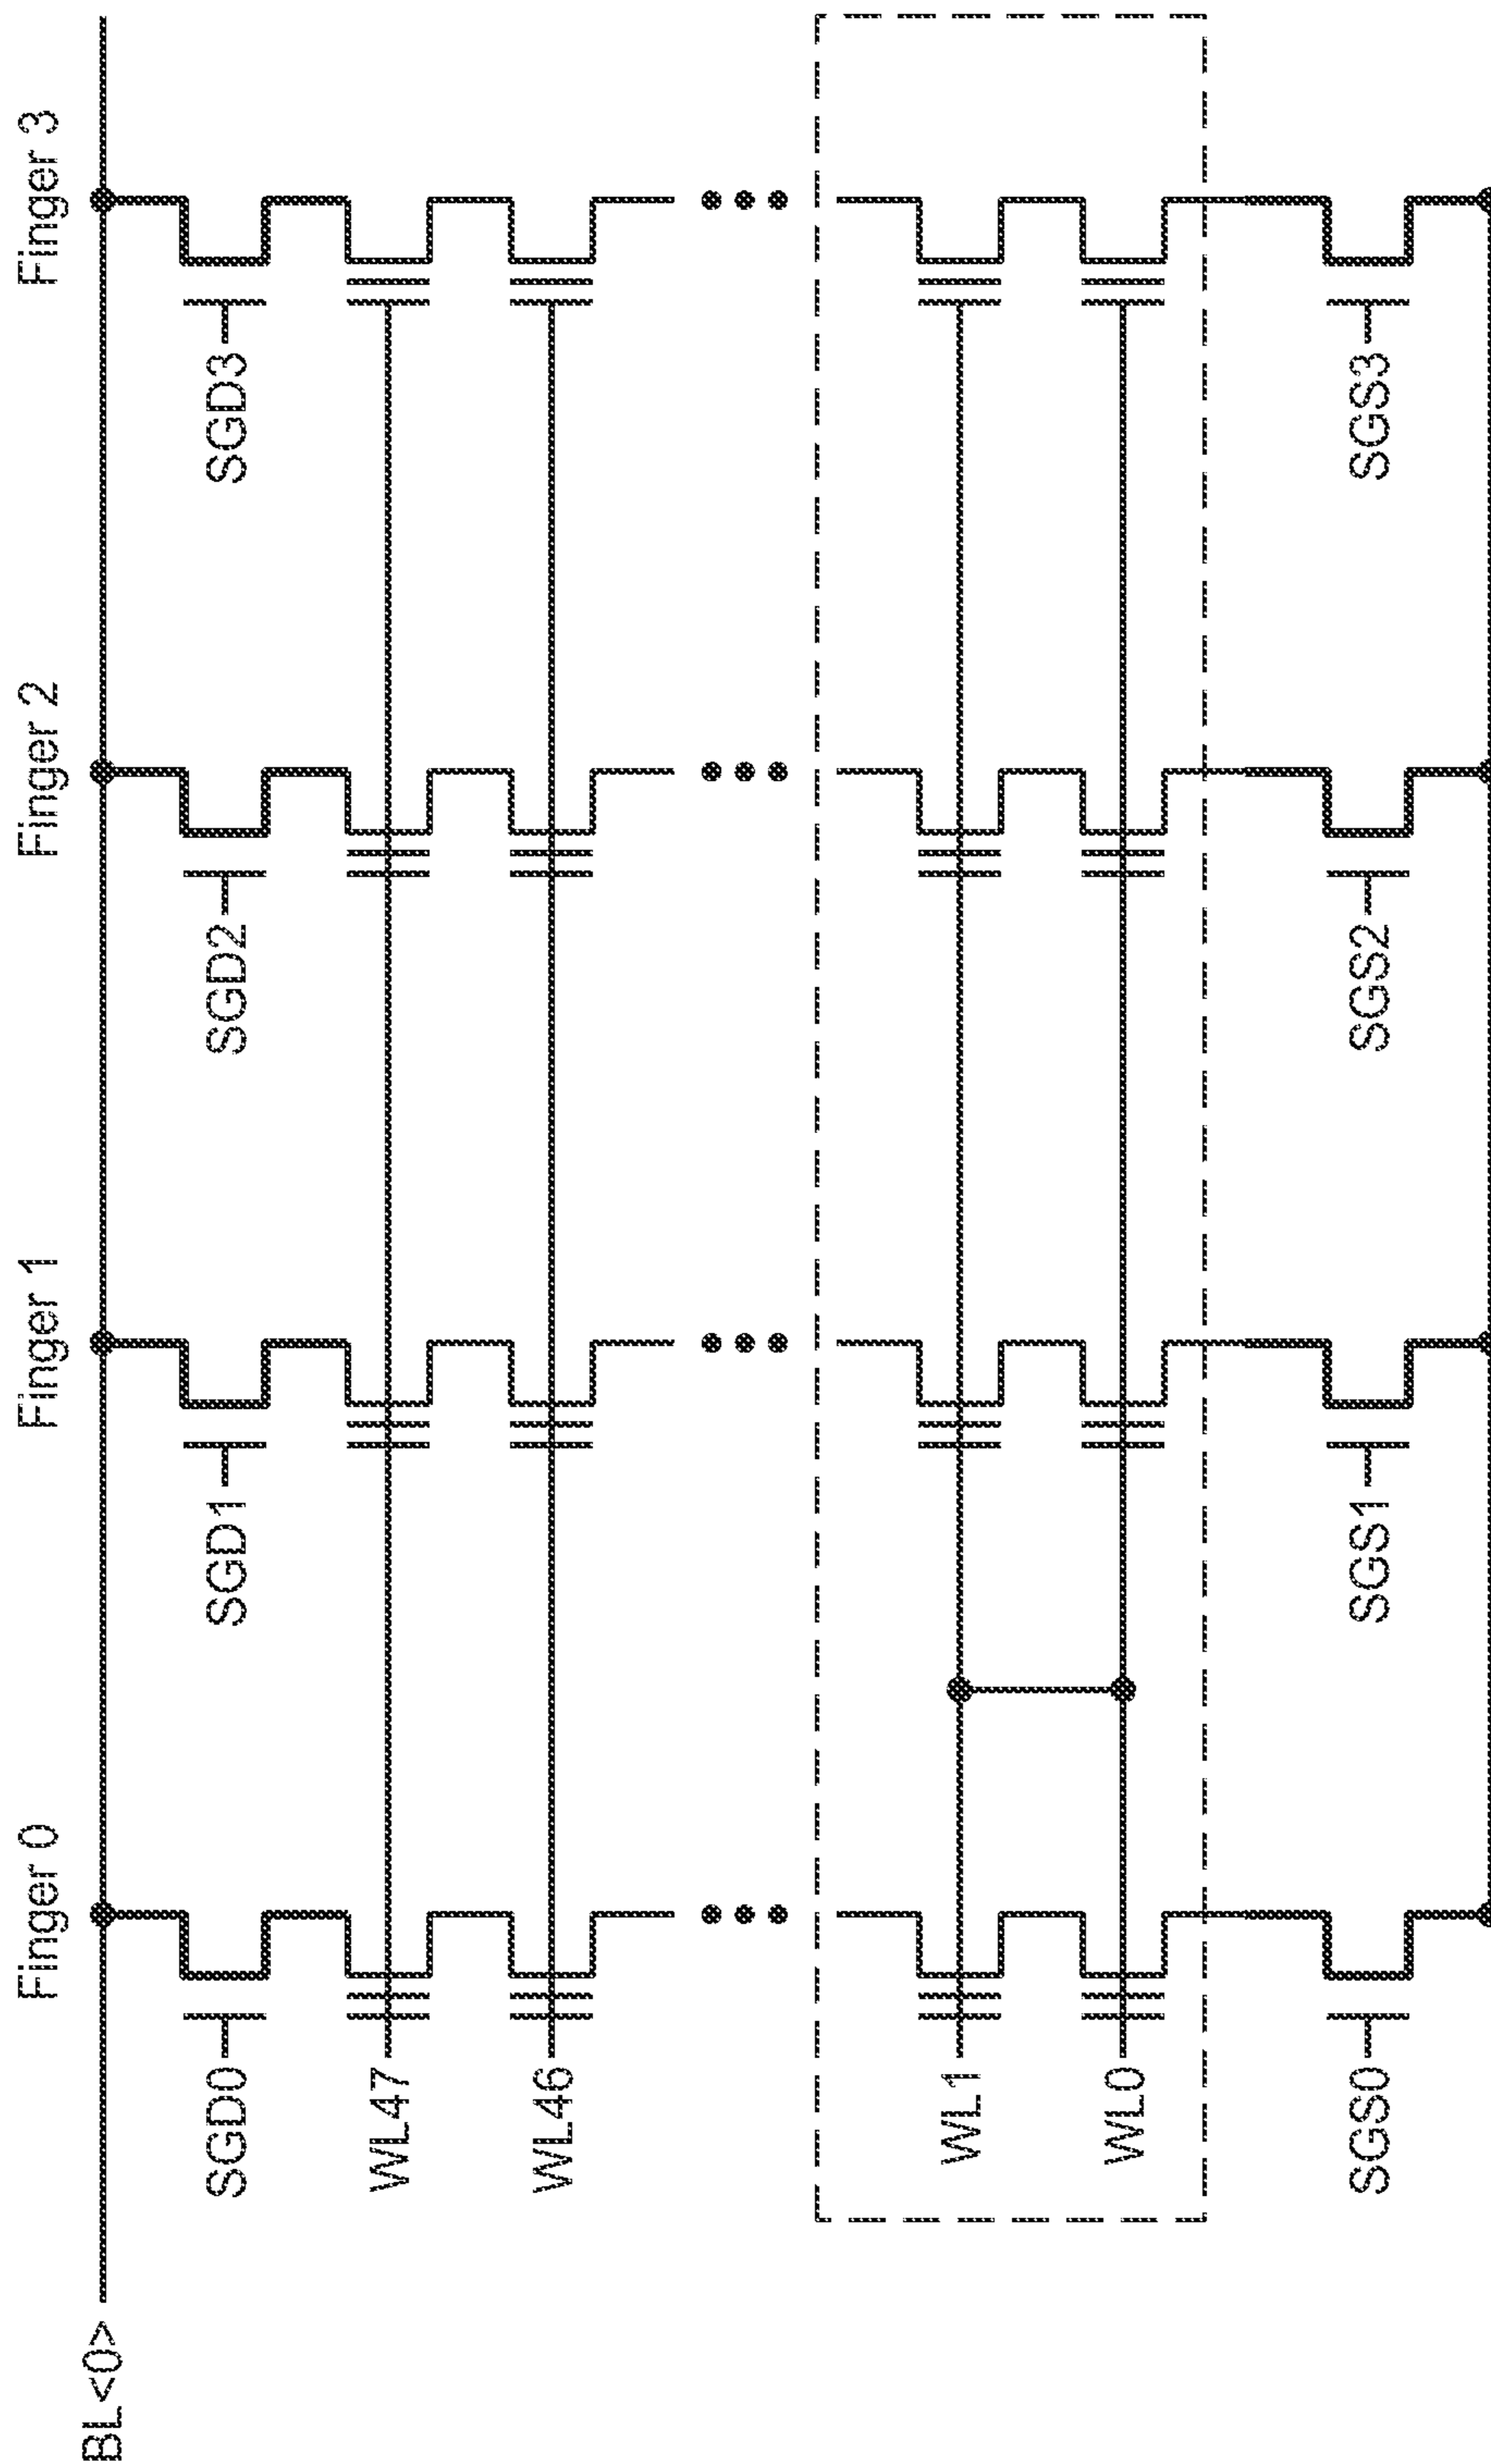 Finger 0
Finger 1
Finger 2
Finger 3
BL<0>
SGD0
SGD1
SGD2
SGD3
WL47
WL46
WL1
WL0
SGS0
SGS1
SGS2
SGS3